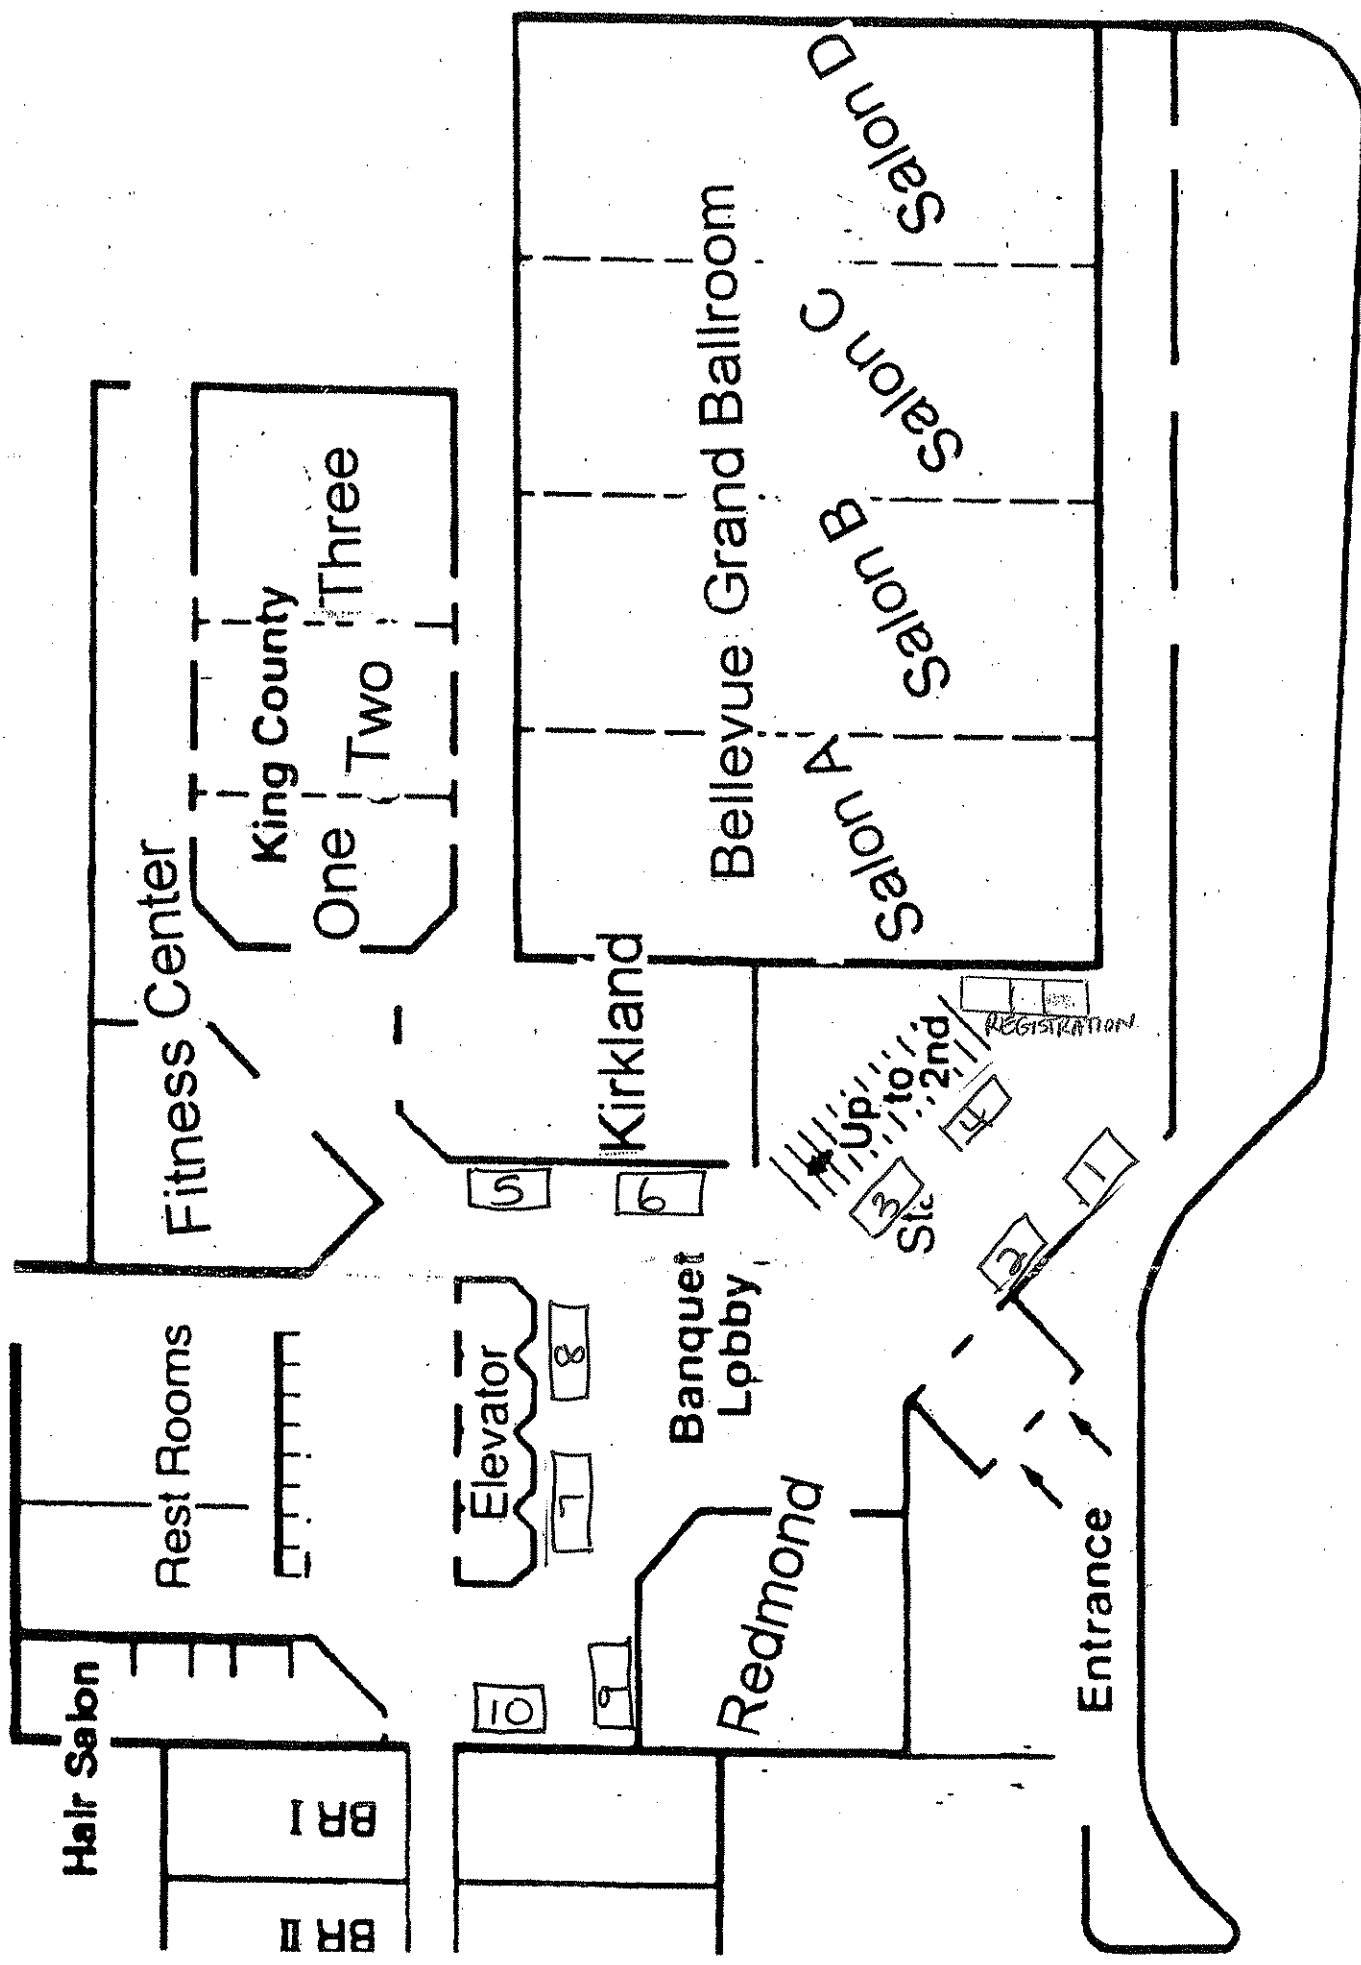 Hair Salon
Rest Rooms
Fitness Center
King County
One
Two
Three
BR I
BR II
Elevator
Kirkland
Bellevue Grand Ballroom
Salon A
Salon B
Salon C
Salon D
10
9
7
8
5
6
Banquet
Lobby
Redmond
Up
to
2nd
3
Sta
4
REGISTRATION
2
1
Entrance